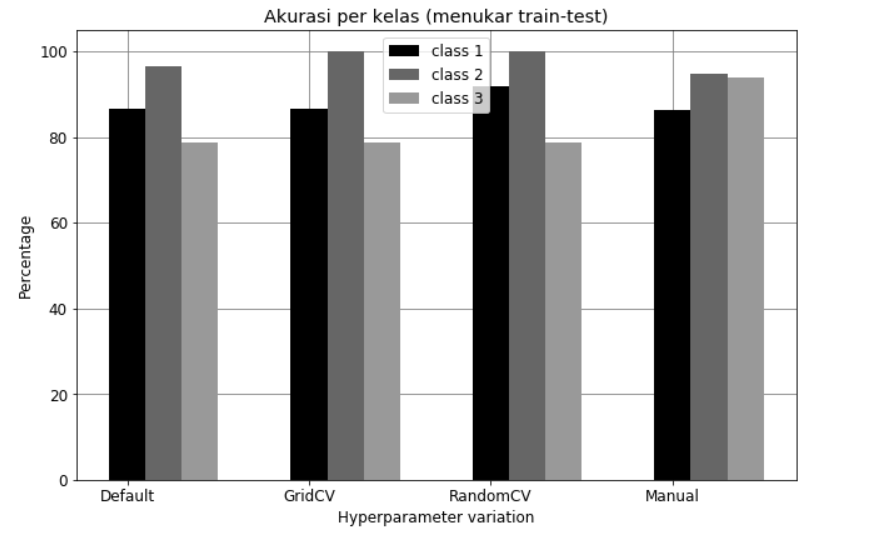 Akurasi per kelas (menukar train-test)
class 1
class 2
class 3
100
80
60
40
20
0
Percentage
Default
GridCV
RandomCV
Manual
Hyperparameter variation